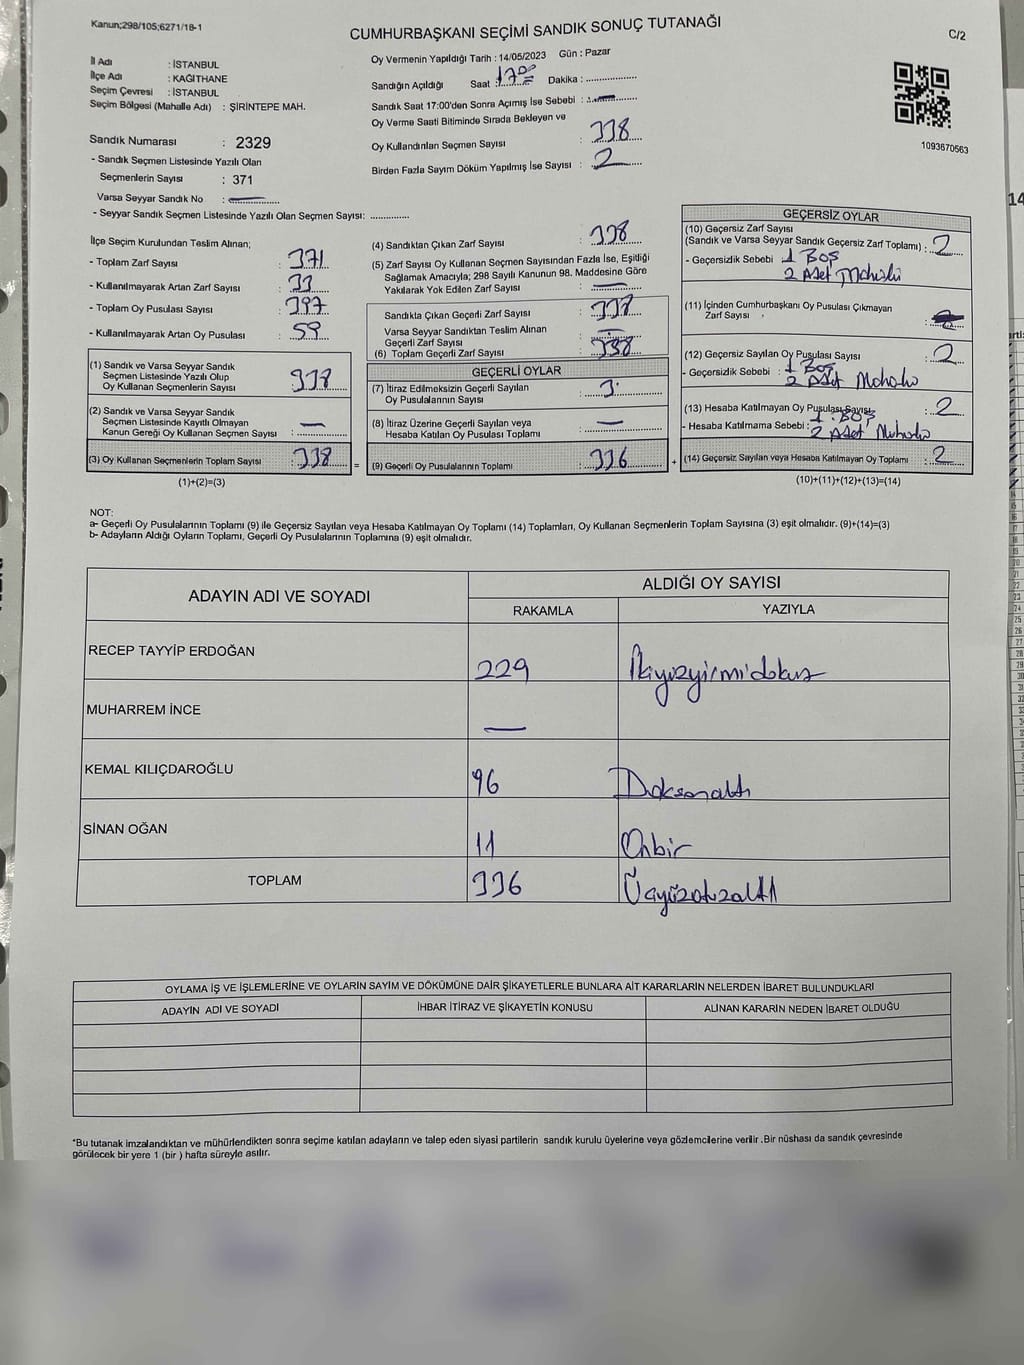 Kanun;298/105;6271/18-1
CUMHURBAŞKANI SEÇİMİ SANDIK SONUÇ TUTANAĞI
C/2
İl Adı : İSTANBUL
İlçe Adı : KAĞITHANE
Seçim Çevresi : İSTANBUL
Seçim Bölgesi (Mahalle Adı) : ŞİRİNTEPE MAH.
Oy Vermenin Yapıldığı Tarih : 14/05/2023 Gün : Pazar
Sandığın Açıldığı Saat : 17 00 Dakika : ................
Sandık Saat 17:00'den Sonra Açımış İse Sebebi :
Oy Verme Saati Bitiminde Sırada Bekleyen ve
Oy Kullandırılan Seçmen Sayısı : 338
Birden Fazla Sayım Döküm Yapılmış İse Sayısı : 2
1093670563
Sandık Numarası : 2329
- Sandık Seçmen Listesinde Yazılı Olan
Seçmenlerin Sayısı : 371
Varsa Seyyar Sandık No :
- Seyyar Sandık Seçmen Listesinde Yazılı Olan Seçmen Sayısı: ..............
İlçe Seçim Kurulundan Teslim Alınan;
- Toplam Zarf Sayısı : 371
- Kullanılmayarak Artan Zarf Sayısı : 33
- Toplam Oy Pusulası Sayısı : 397
- Kullanılmayarak Artan Oy Pusulası : 59
(1) Sandık ve Varsa Seyyar Sandık
Seçmen Listesinde Yazılı Olup
Oy Kullanan Seçmenlerin Sayısı : 338
(2) Sandık ve Varsa Seyyar Sandık
Seçmen Listesinde Kayıtlı Olmayan
Kanun Gereği Oy Kullanan Seçmen Sayısı : —
(3) Oy Kullanan Seçmenlerin Toplam Sayısı : 338
(1)+(2)=(3)
(4) Sandıktan Çıkan Zarf Sayısı : 338
(5) Zarf Sayısı Oy Kullanan Seçmen Sayısından Fazla İse, Eşitliği
Sağlamak Amacıyla; 298 Sayılı Kanunun 98. Maddesine Göre
Yakılarak Yok Edilen Zarf Sayısı : —
Sandıkta Çıkan Geçerli Zarf Sayısı : 338
Varsa Seyyar Sandıktan Teslim Alınan
Geçerli Zarf Sayısı : —
(6) Toplam Geçerli Zarf Sayısı : 338
GEÇERLİ OYLAR
(7) İtiraz Edilmeksizin Geçerli Sayılan
Oy Pusulalarının Sayısı :
(8) İtiraz Üzerine Geçerli Sayılan veya
Hesaba Katılan Oy Pusulası Toplamı : —
= (9) Geçerli Oy Pusulalarının Toplamı : 336 +
GEÇERSİZ OYLAR
(10) Geçersiz Zarf Sayısı
(Sandık ve Varsa Seyyar Sandık Geçersiz Zarf Toplamı) : 2
- Geçersizlik Sebebi : 1 BOŞ
2 Adet Mühürlü
(11) İçinden Cumhurbaşkanı Oy Pusulası Çıkmayan
Zarf Sayısı :
(12) Geçersiz Sayılan Oy Pusulası Sayısı : 2
- Geçersizlik Sebebi : 1 BOŞ
2 Adet
(13) Hesaba Katılmayan Oy Pusulası Sayısı : 2
- Hesaba Katılmama Sebebi : 1 BOŞ
2 Adet
(14) Geçersiz Sayılan veya Hesaba Katılmayan Oy Toplamı : 2
(10)+(11)+(12)+(13)=(14)
NOT:
a- Geçerli Oy Pusulalarının Toplamı (9) ile Geçersiz Sayılan veya Hesaba Katılmayan Oy Toplamı (14) Toplamları, Oy Kullanan Seçmenlerin Toplam Sayısına (3) eşit olmalıdır. (9)+(14)=(3)
b- Adayların Aldığı Oyların Toplamı, Geçerli Oy Pusulalarının Toplamına (9) eşit olmalıdır.
ADAYIN ADI VE SOYADI
ALDIĞI OY SAYISI
RAKAMLA YAZIYLA
RECEP TAYYİP ERDOĞAN 229 İkiyüzyirmidokuz
MUHARREM İNCE —
KEMAL KILIÇDAROĞLU 96 Doksanaltı
SİNAN OĞAN 11 Onbir
TOPLAM 336 Üçyüzotuzaltı
OYLAMA İŞ VE İŞLEMLERİNE VE OYLARIN SAYIM VE DÖKÜMÜNE DAİR ŞİKAYETLERLE BUNLARA AİT KARARLARIN NELERDEN İBARET BULUNDUKLARI
ADAYIN ADI VE SOYADI İHBAR İTİRAZ VE ŞİKAYETİN KONUSU ALINAN KARARIN NEDEN İBARET OLDUĞU
*Bu tutanak imzalandıktan ve mühürlendikten sonra seçime katılan adayların ve talep eden siyasi partilerin sandık kurulu üyelerine veya gözlemcilerine verilir .Bir nüshası da sandık çevresinde
görülecek bir yere 1 (bir ) hafta süreyle asılır.